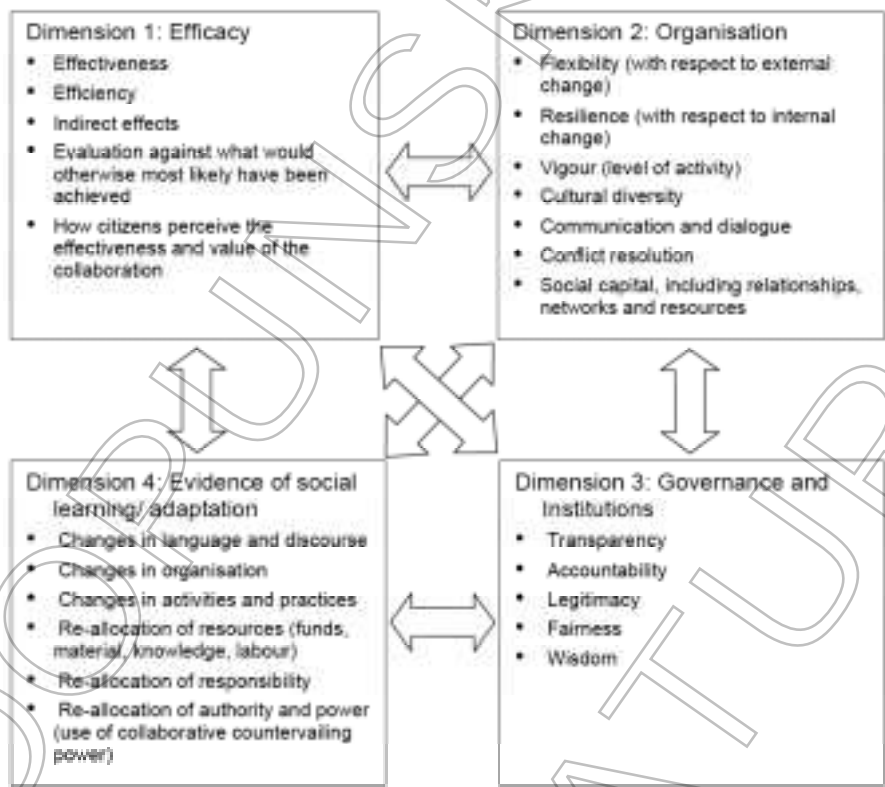 Dimension 1: Efficacy
• Effectiveness
• Efficiency
• Indirect effects
• Evaluation against what would
otherwise most likely have been
achieved
• How citizens perceive the
effectiveness and value of the
collaboration
Dimension 2: Organisation
• Flexibility (with respect to external
change)
• Resilience (with respect to internal
change)
• Vigour (level of activity)
• Cultural diversity
• Communication and dialogue
• Conflict resolution
• Social capital, including relationships,
networks and resources
Dimension 4: Evidence of social
learning/ adaptation
• Changes in language and discourse
• Changes in organisation
• Changes in activities and practices
• Re-allocation of resources (funds,
material, knowledge, labour)
• Re-allocation of responsibility
• Re-allocation of authority and power
(use of collaborative countervailing
power)
Dimension 3: Governance and
Institutions
• Transparency
• Accountability
• Legitimacy
• Fairness
• Wisdom